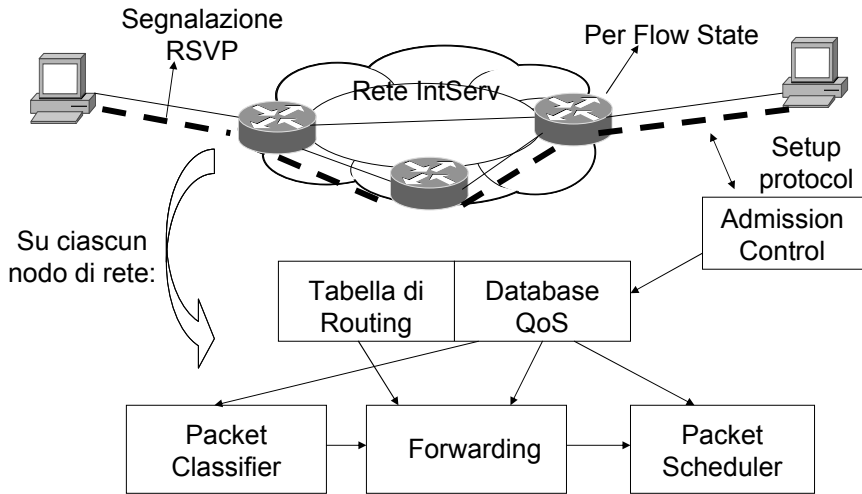 Segnalazione
RSVP
Per Flow State
Rete IntServ
Setup
protocol
Admission
Control
Su ciascun
nodo di rete:
Tabella di
Routing
Database
QoS
Packet
Classifier
Forwarding
Packet
Scheduler